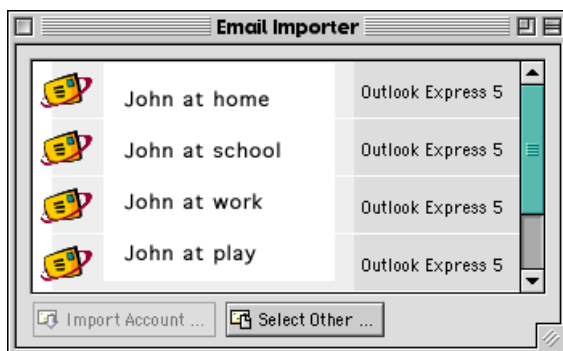 Email Importer
John at home Outlook Express 5
John at school Outlook Express 5
John at work Outlook Express 5
John at play Outlook Express 5
Import Account ... Select Other ...